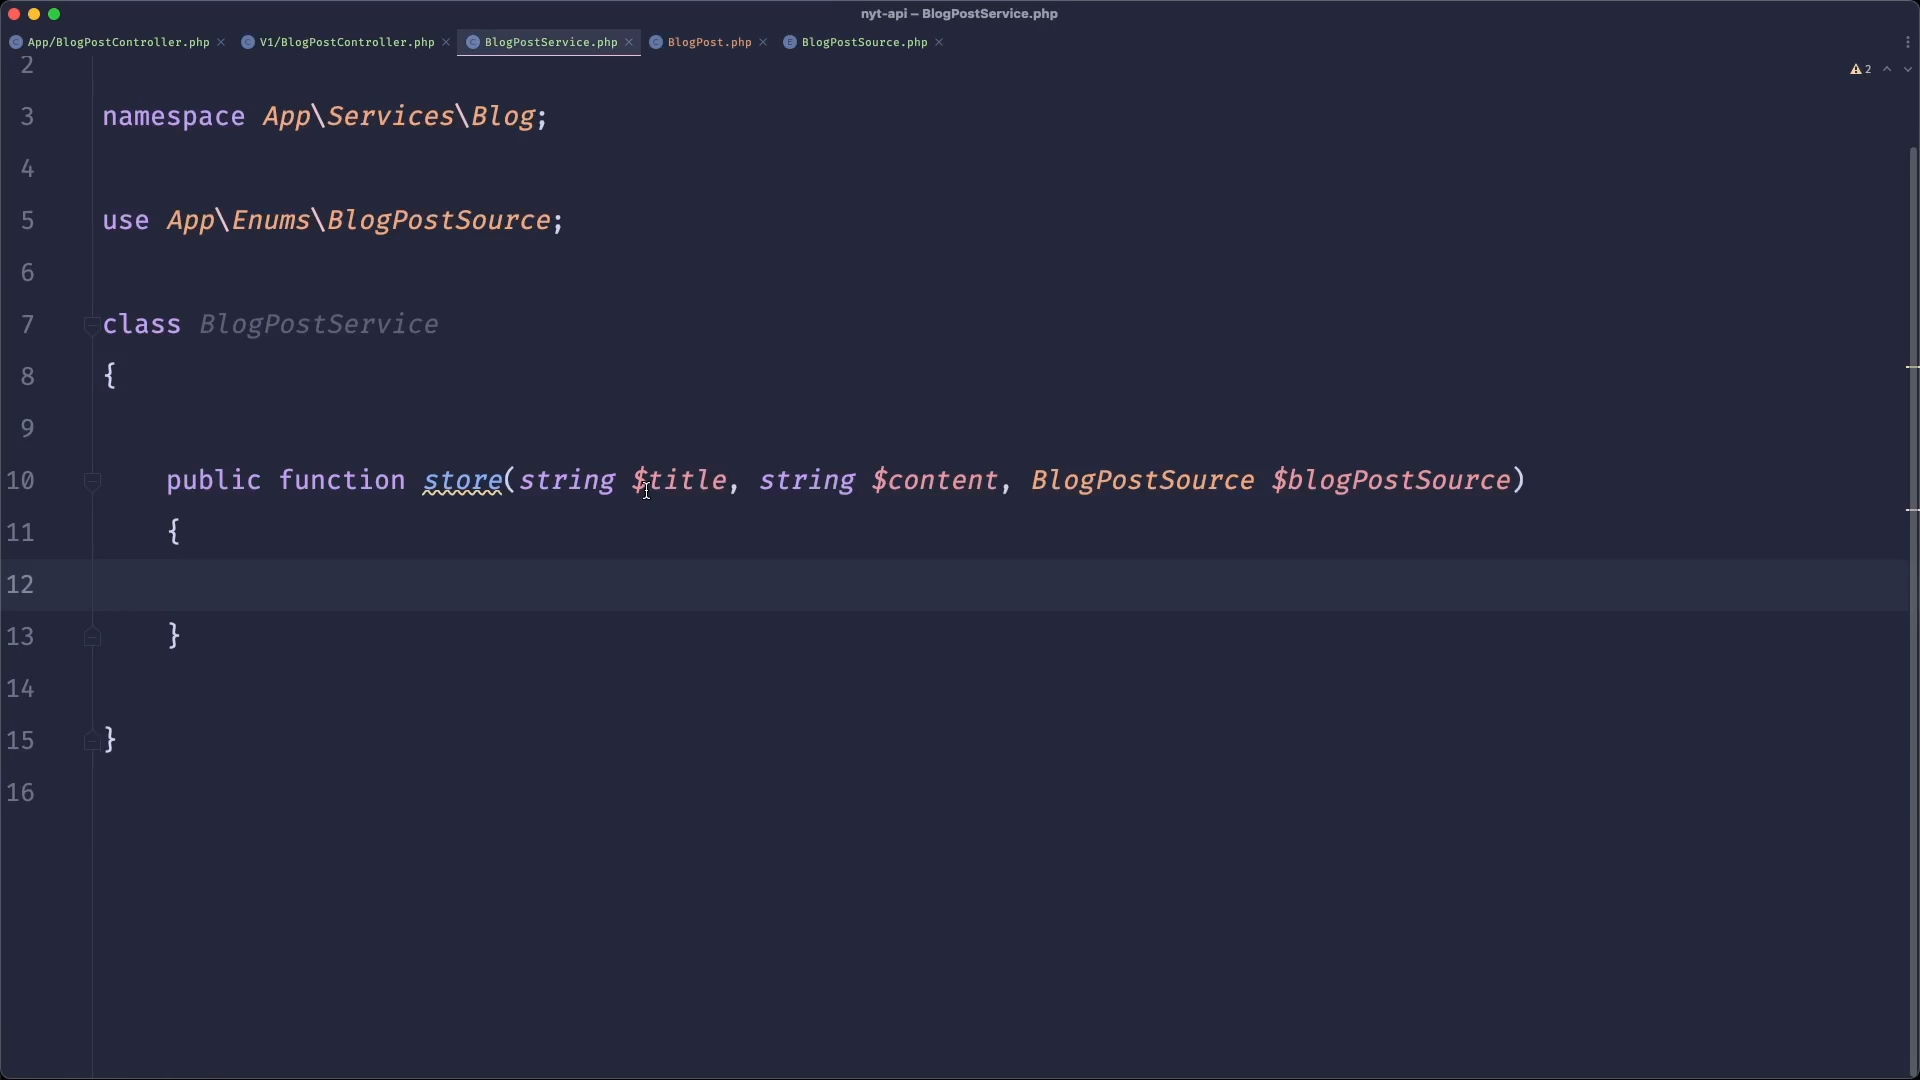 nyt-api – BlogPostService.php
App/BlogPostController.php V1/BlogPostController.php BlogPostService.php BlogPost.php BlogPostSource.php
2
2
3 namespace App\Services\Blog;
4
5 use App\Enums\BlogPostSource;
6
7 class BlogPostService
8 {
9
10 public function store(string $title, string $content, BlogPostSource $blogPostSource)
11 {
12
13 }
14
15 }
16